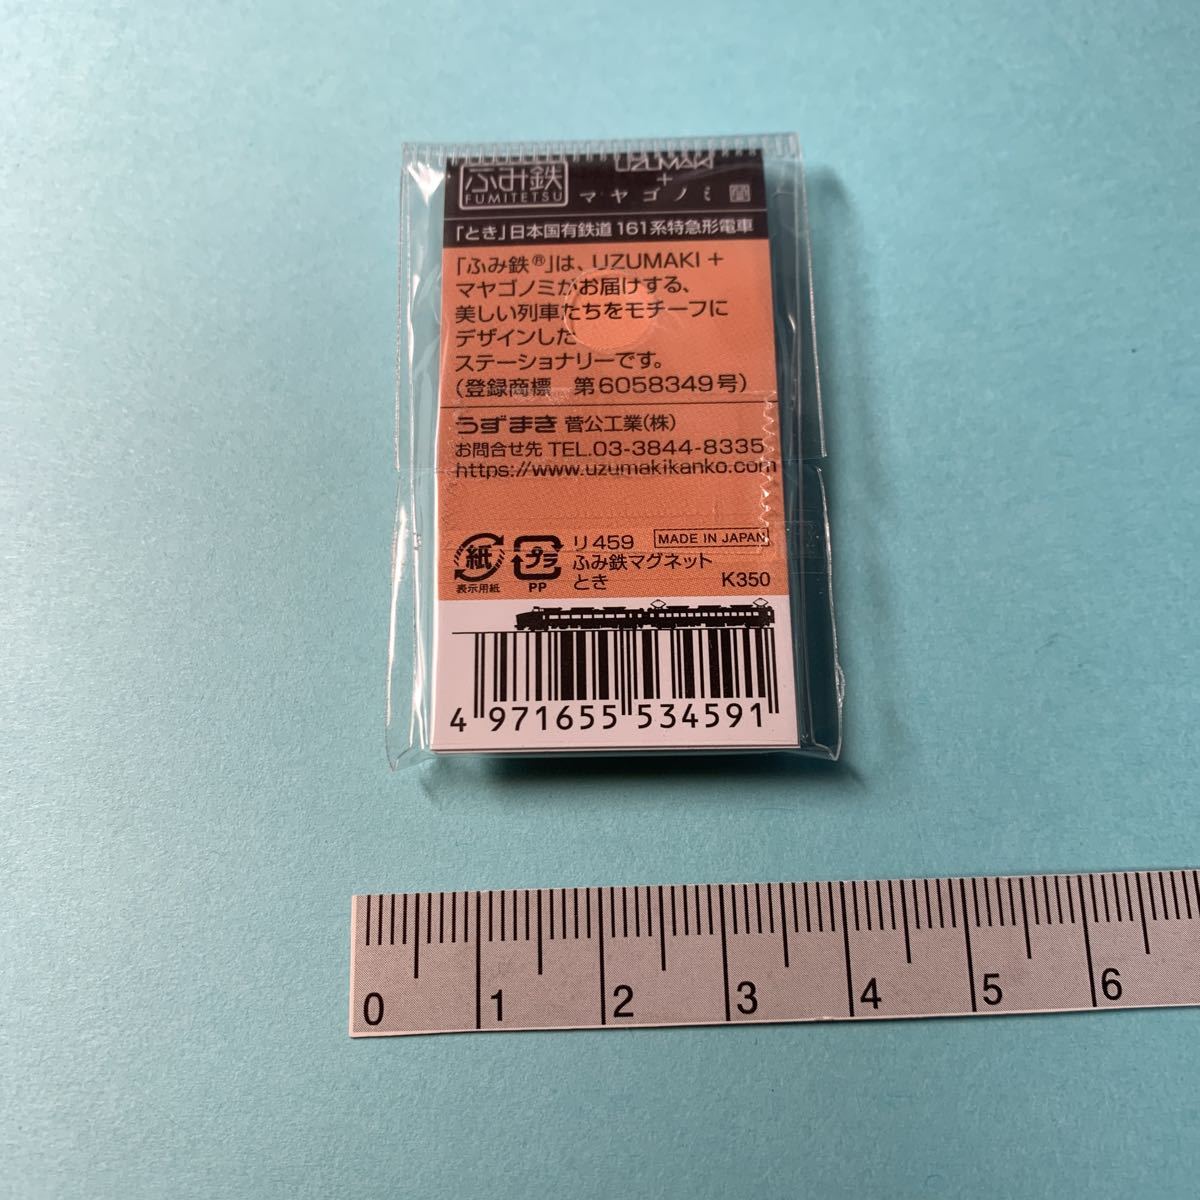 ふみ鉄
FUMITETSU
UZUMAKI
+
マヤゴノミ
「とき」日本国有鉄道 161系特急形電車
「ふみ鉄®」は、UZUMAKI +
マヤゴノミがお届けする、
美しい列車たちをモチーフに
デザインした
ステーショナリーです。
(登録商標 第6058349号)
うずまき 菅公工業(株)
お問合せ先 TEL.03-3844-8335
https://www.uzumakikanko.com
紙
表示用紙
プラ
PP
リ459
MADE IN JAPAN
ふみ鉄マグネット
とき
K350
4 971655 534591
0 1 2 3 4 5 6